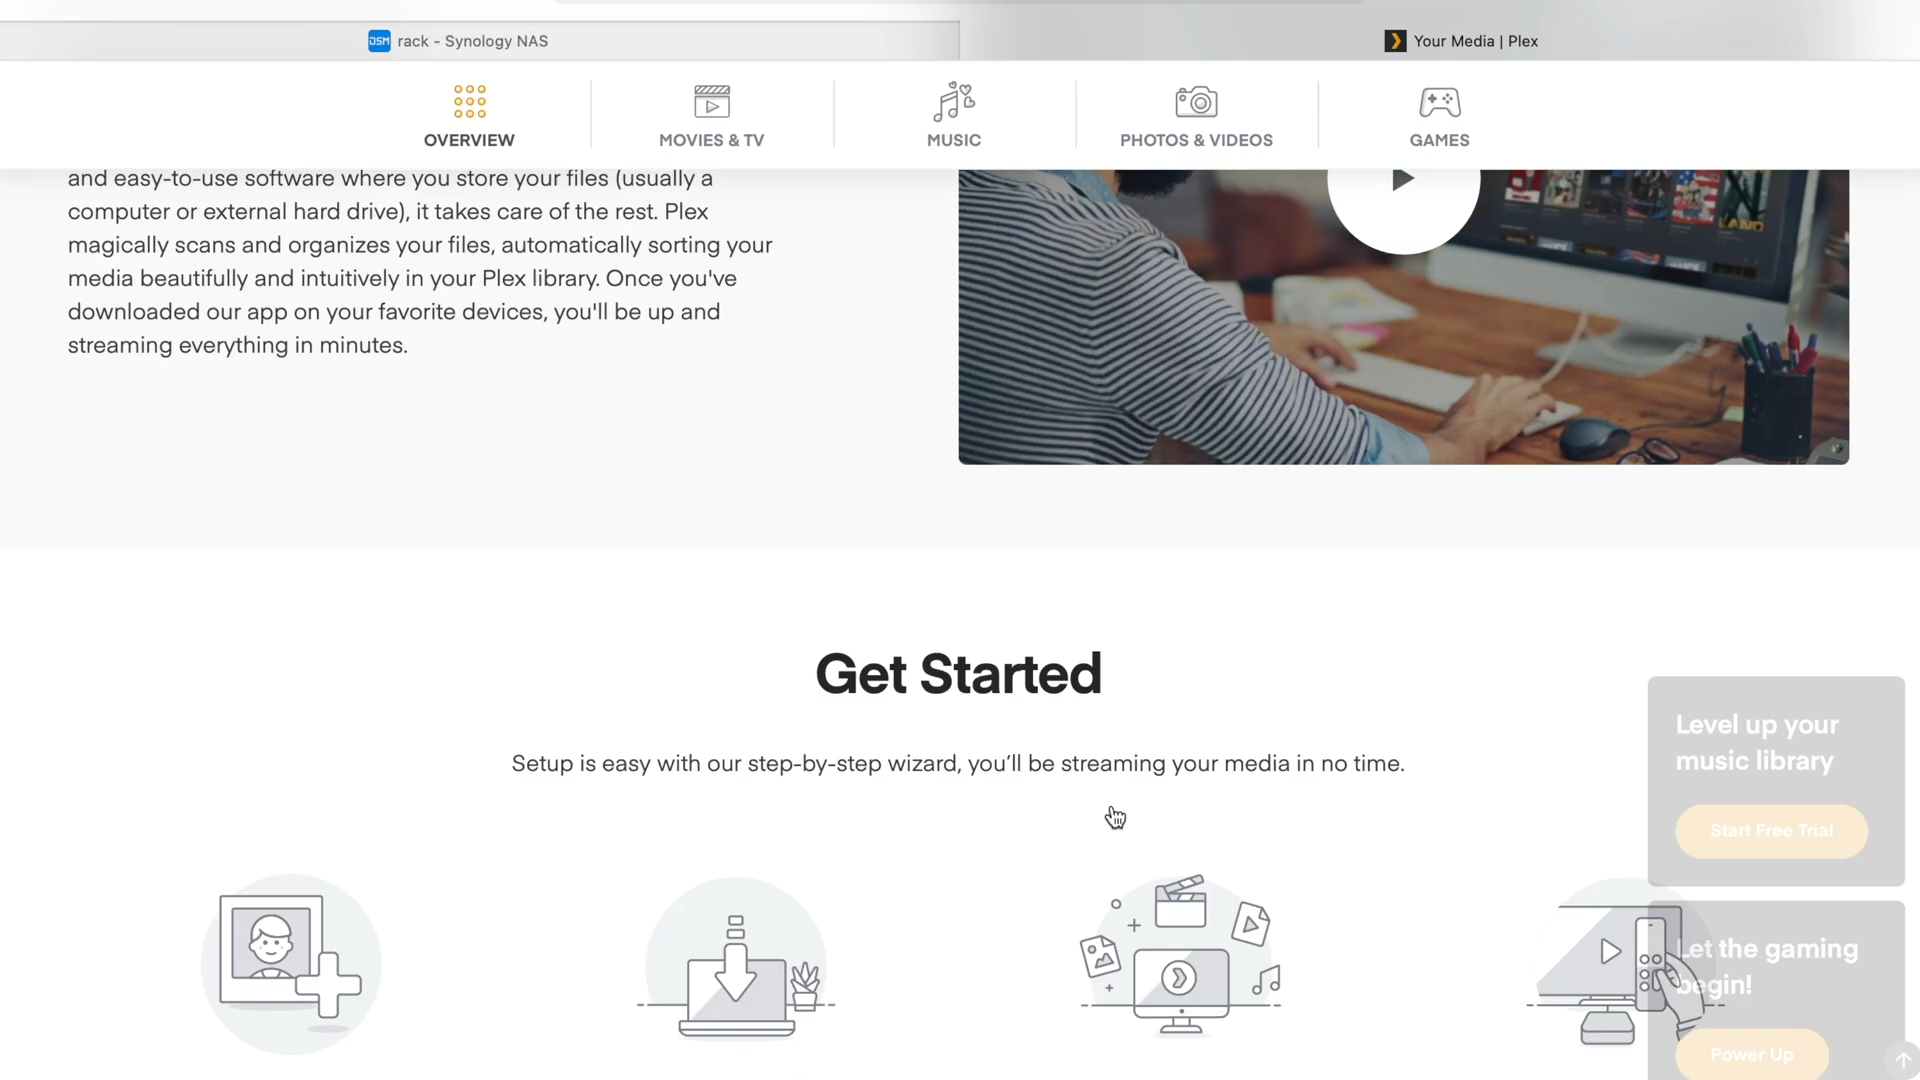 DSM rack - Synology NAS
Your Media | Plex
OVERVIEW
MOVIES & TV
MUSIC
PHOTOS & VIDEOS
GAMES
and easy-to-use software where you store your files (usually a
computer or external hard drive), it takes care of the rest. Plex
magically scans and organizes your files, automatically sorting your
media beautifully and intuitively in your Plex library. Once you've
downloaded our app on your favorite devices, you'll be up and
streaming everything in minutes.
Get Started
Setup is easy with our step-by-step wizard, you’ll be streaming your media in no time.
Level up your
music library
Start Free Trial
Let the gaming
begin!
Power Up